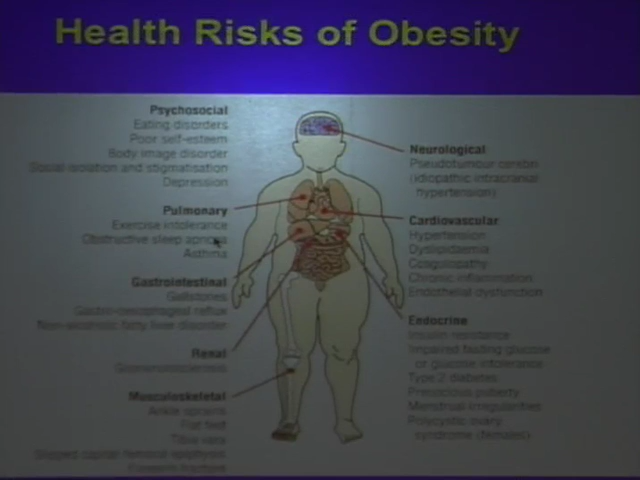 Health Risks of Obesity
Psychosocial
Eating disorders
Poor self-esteem
Body image disorder
Social isolation and stigmatisation
Depression
Pulmonary
Exercise intolerance
Obstructive sleep apnoea
Asthma
Gastrointestinal
Gallstones
Gastro-oesophageal reflux
Non-alcoholic fatty liver disorder
Renal
Glomerulosclerosis
Musculoskeletal
Ankle sprains
Flat feet
Tibia vara
Slipped capital femoral epiphysis
Forearm fracture
Neurological
Pseudotumour cerebri
(idiopathic intracranial
hypertension)
Cardiovascular
Hypertension
Dyslipidaemia
Coagulopathy
Chronic inflammation
Endothelial dysfunction
Endocrine
Insulin resistance
Impaired fasting glucose
or glucose intolerance
Type 2 diabetes
Precocious puberty
Menstrual irregularities
Polycystic ovary
syndrome (females)